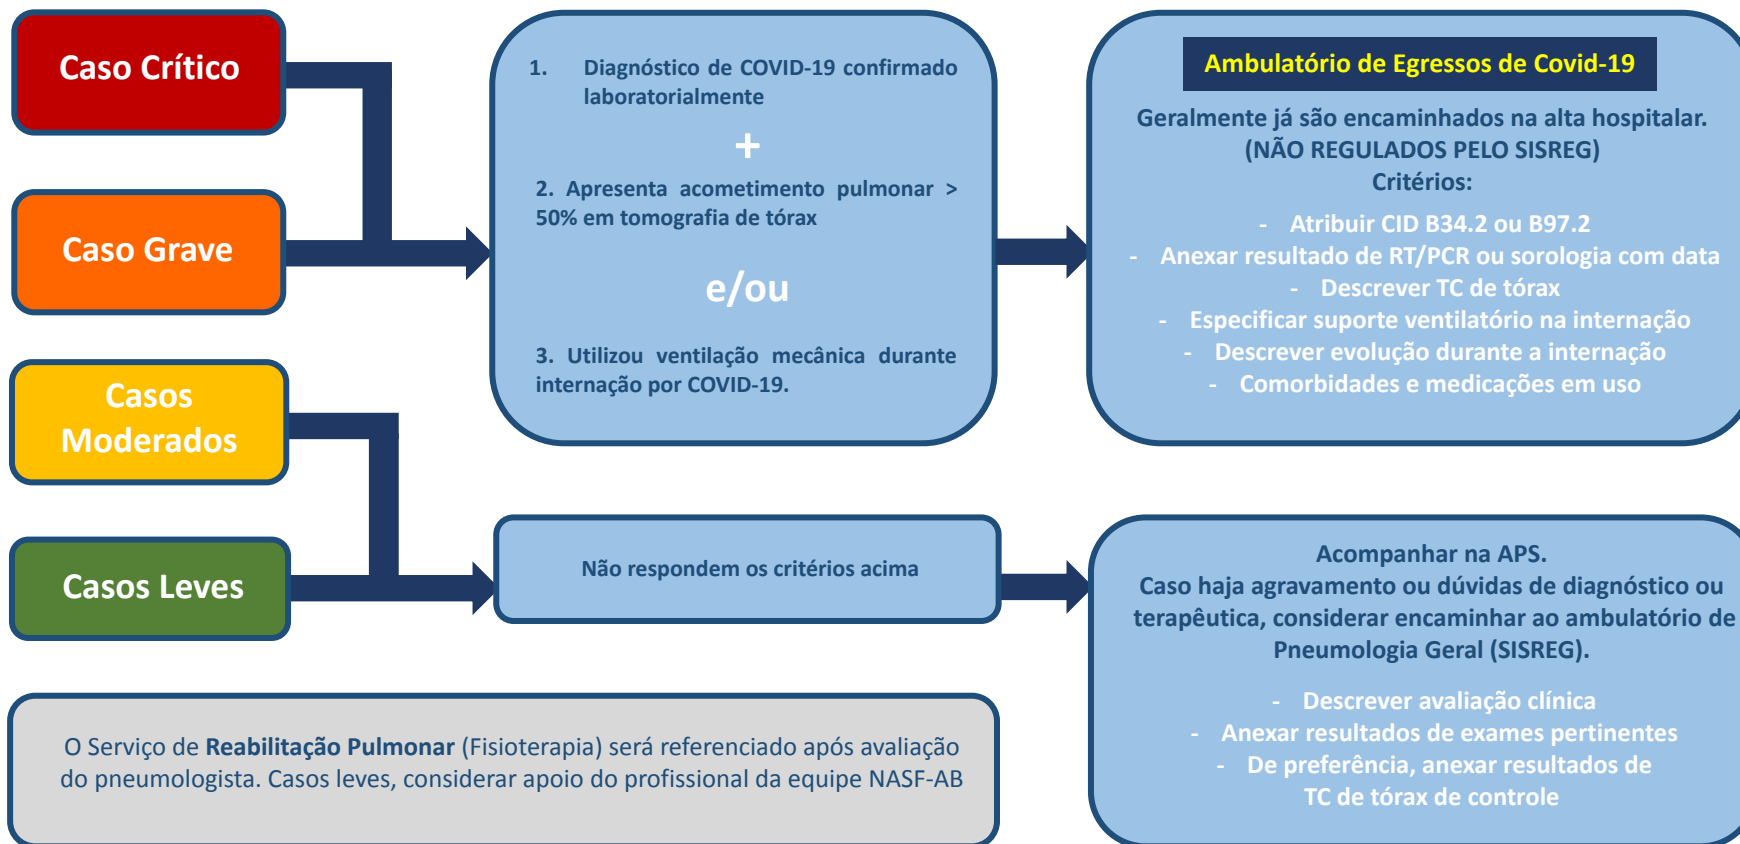 Caso Crítico
Caso Grave
Casos
Moderados
Casos Leves
1. Diagnóstico de COVID-19 confirmado
laboratorialmente
+
2. Apresenta acometimento pulmonar >
50% em tomografia de tórax
e/ou
3. Utilizou ventilação mecânica durante
internação por COVID-19.
Ambulatório de Egressos de Covid-19
Geralmente já são encaminhados na alta hospitalar.
(NÃO REGULADOS PELO SISREG)
Critérios:
- Atribuir CID B34.2 ou B97.2
- Anexar resultado de RT/PCR ou sorologia com data
- Descrever TC de tórax
- Especificar suporte ventilatório na internação
- Descrever evolução durante a internação
- Comorbidades e medicações em uso
Não respondem os critérios acima
Acompanhar na APS.
Caso haja agravamento ou dúvidas de diagnóstico ou
terapêutica, considerar encaminhar ao ambulatório de
Pneumologia Geral (SISREG).
- Descrever avaliação clínica
- Anexar resultados de exames pertinentes
- De preferência, anexar resultados de
TC de tórax de controle
O Serviço de Reabilitação Pulmonar (Fisioterapia) será referenciado após avaliação
do pneumologista. Casos leves, considerar apoio do profissional da equipe NASF-AB